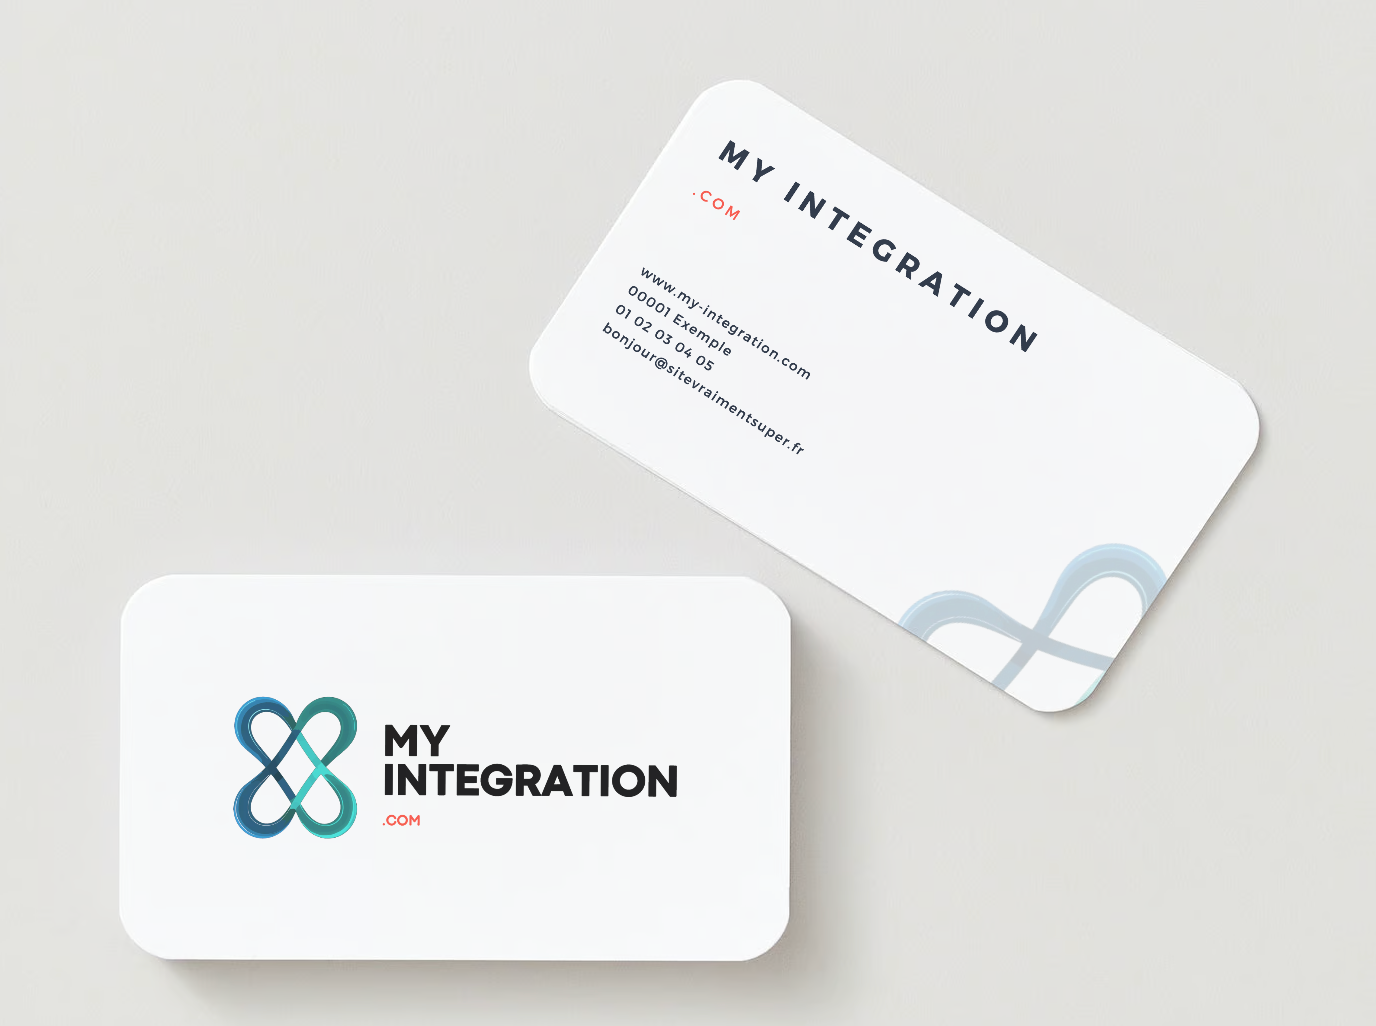 MY INTEGRATION
.COM
www.my-integration.com
00001 Exemple
01 02 03 04 05
bonjour@sitevraimentsuper.fr
MY
INTEGRATION
.COM